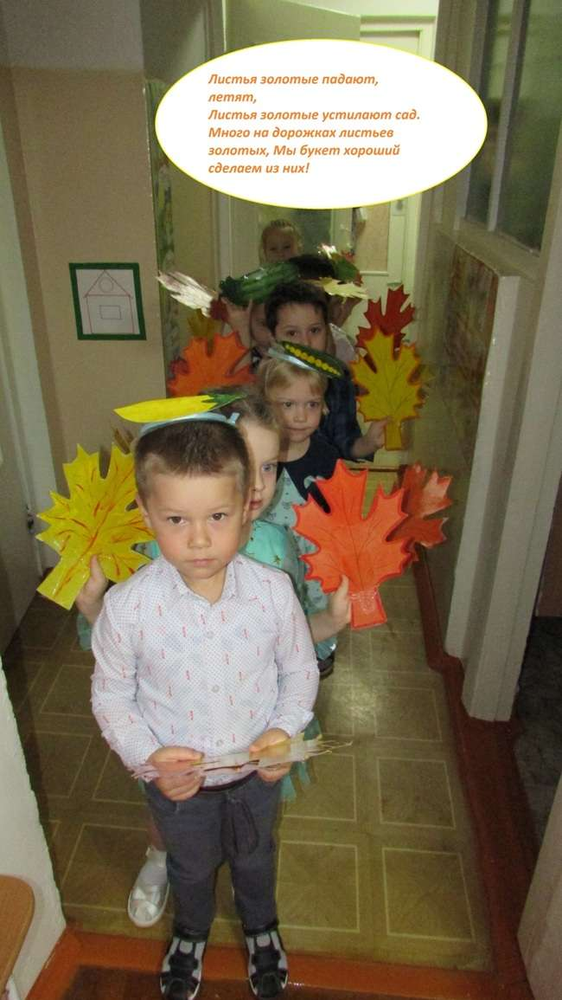 Листья золотые падают,
летят,
Листья золотые устилают сад.
Много на дорожках листьев
золотых, Мы букет хороший
сделаем из них!